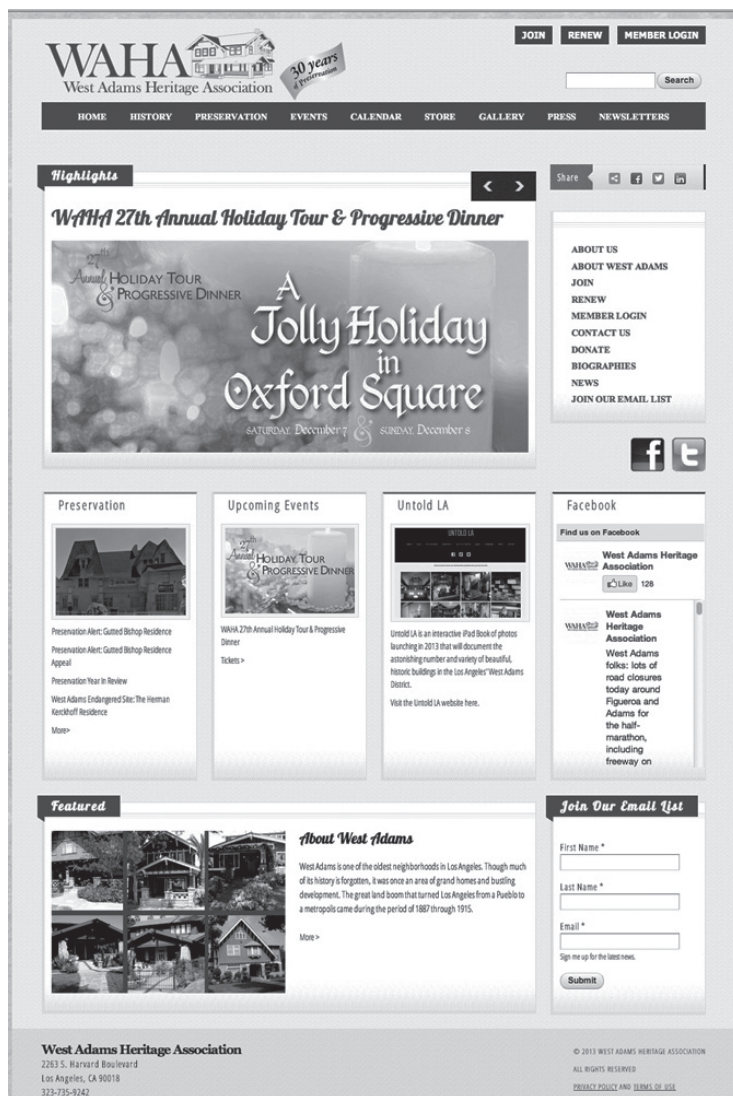 JOIN RENEW MEMBER LOGIN
WAHA
West Adams Heritage Association
30 years
of Preservation
Search
HOME HISTORY PRESERVATION EVENTS CALENDAR STORE GALLERY PRESS NEWSLETTERS
Highlights
WAHA 27th Annual Holiday Tour & Progressive Dinner
27th
Annual HOLIDAY TOUR
& PROGRESSIVE DINNER
A
Jolly Holiday
in
Oxford Square
SATURDAY, December 7 & SUNDAY, December 8
Share
ABOUT US
ABOUT WEST ADAMS
JOIN
RENEW
MEMBER LOGIN
CONTACT US
DONATE
BIOGRAPHIES
NEWS
JOIN OUR EMAIL LIST
Preservation
Preservation Alert: Gutted Bishop Residence
Preservation Alert: Gutted Bishop Residence
Appeal
Preservation Year In Review
West Adams Endangered Site: The Herman
Kerckhoff Residence
More>
Upcoming Events
27th
Annual HOLIDAY TOUR
& PROGRESSIVE DINNER
WAHA 27th Annual Holiday Tour & Progressive
Dinner
Tickets >
Untold LA
UNTOLD LA
Untold LA is an interactive iPad Book of photos
launching in 2013 that will document the
astonishing number and variety of beautiful,
historic buildings in the Los Angeles' West Adams
District.
Visit the Untold LA website here.
Facebook
Find us on Facebook
WAHA
West Adams Heritage
Association
Like 128
WAHA
West Adams
Heritage
Association
West Adams
folks: lots of
road closures
today around
Figueroa and
Adams for
the half-
marathon,
including
freeway on
Featured
About West Adams
West Adams is one of the oldest neighborhoods in Los Angeles. Though much
of its history is forgotten, it was once an area of grand homes and bustling
development. The great land boom that turned Los Angeles from a Pueblo to
a metropolis came during the period of 1887 through 1915.
More >
Join Our Email List
First Name *
Last Name *
Email *
Sign me up for the latest news.
Submit
West Adams Heritage Association
2263 S. Harvard Boulevard
Los Angeles, CA 90018
323-735-9242
© 2013 WEST ADAMS HERITAGE ASSOCIATION
ALL RIGHTS RESERVED
PRIVACY POLICY AND TERMS OF USE